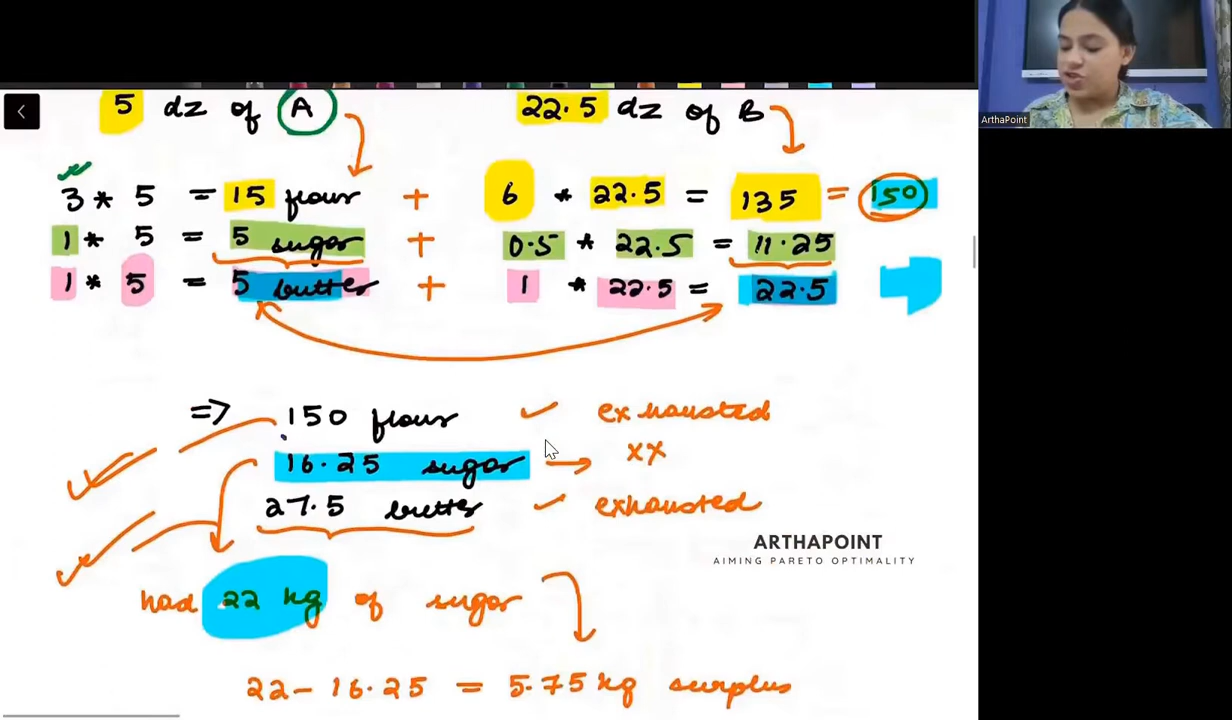 5 dz of A 22.5 dz of B
ArthaPoint
3 * 5 = 15 flour + 6 * 22.5 = 135 = 150
1 * 5 = 5 sugar + 0.5 * 22.5 = 11.25
1 * 5 = 5 butter + 1 * 22.5 = 22.5
=> 150 flour exhausted
16.25 sugar → xx
27.5 butter exhausted
ARTHAPOINT
AIMING PARETO OPTIMALITY
had 22 kg of sugar
22 - 16.25 = 5.75 kg surplus